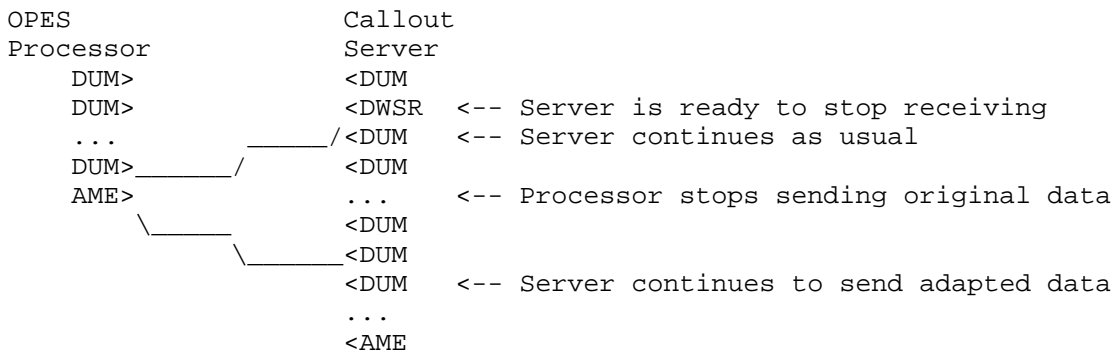 OPES                    Callout
Processor               Server
    DUM>                <DUM
    DUM>                <DWSR  <-- Server is ready to stop receiving
    ...          _____/<DUM   <-- Server continues as usual
    DUM>______/        <DUM
    AME>                ...    <-- Processor stops sending original data
        \_____          <DUM
              \______<DUM
                        <DUM   <-- Server continues to send adapted data
                        ...
                        <AME